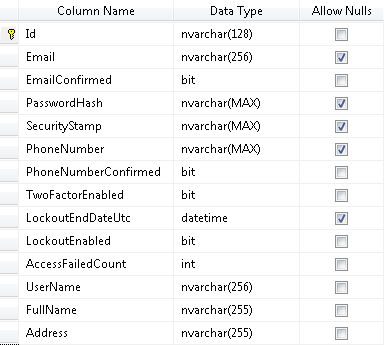 Column Name Data Type Allow Nulls
Id nvarchar(128)
Email nvarchar(256)
EmailConfirmed bit
PasswordHash nvarchar(MAX)
SecurityStamp nvarchar(MAX)
PhoneNumber nvarchar(MAX)
PhoneNumberConfirmed bit
TwoFactorEnabled bit
LockoutEndDateUtc datetime
LockoutEnabled bit
AccessFailedCount int
UserName nvarchar(256)
FullName nvarchar(255)
Address nvarchar(255)